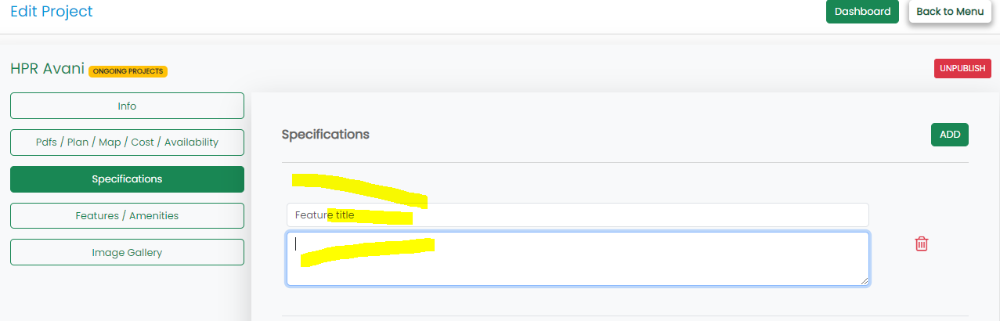 Edit Project
Dashboard
Back to Menu
HPR Avani
ONGOING PROJECTS
UNPUBLISH
Info
Pdfs / Plan / Map / Cost / Availability
Specifications
Features / Amenities
Image Gallery
Specifications
ADD
Feature title